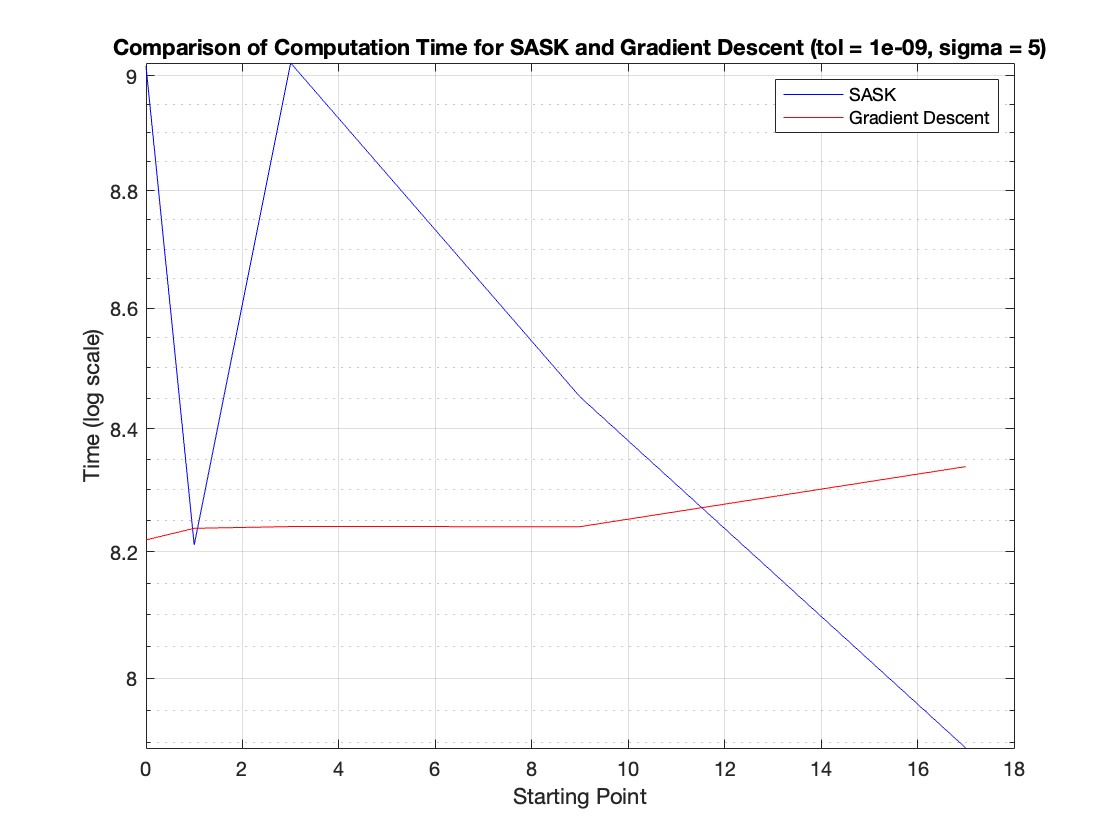 Comparison of Computation Time for SASK and Gradient Descent (tol = 1e-09, sigma = 5)
SASK
Gradient Descent
Time (log scale)
9
8.8
8.6
8.4
8.2
8
0 2 4 6 8 10 12 14 16 18
Starting Point